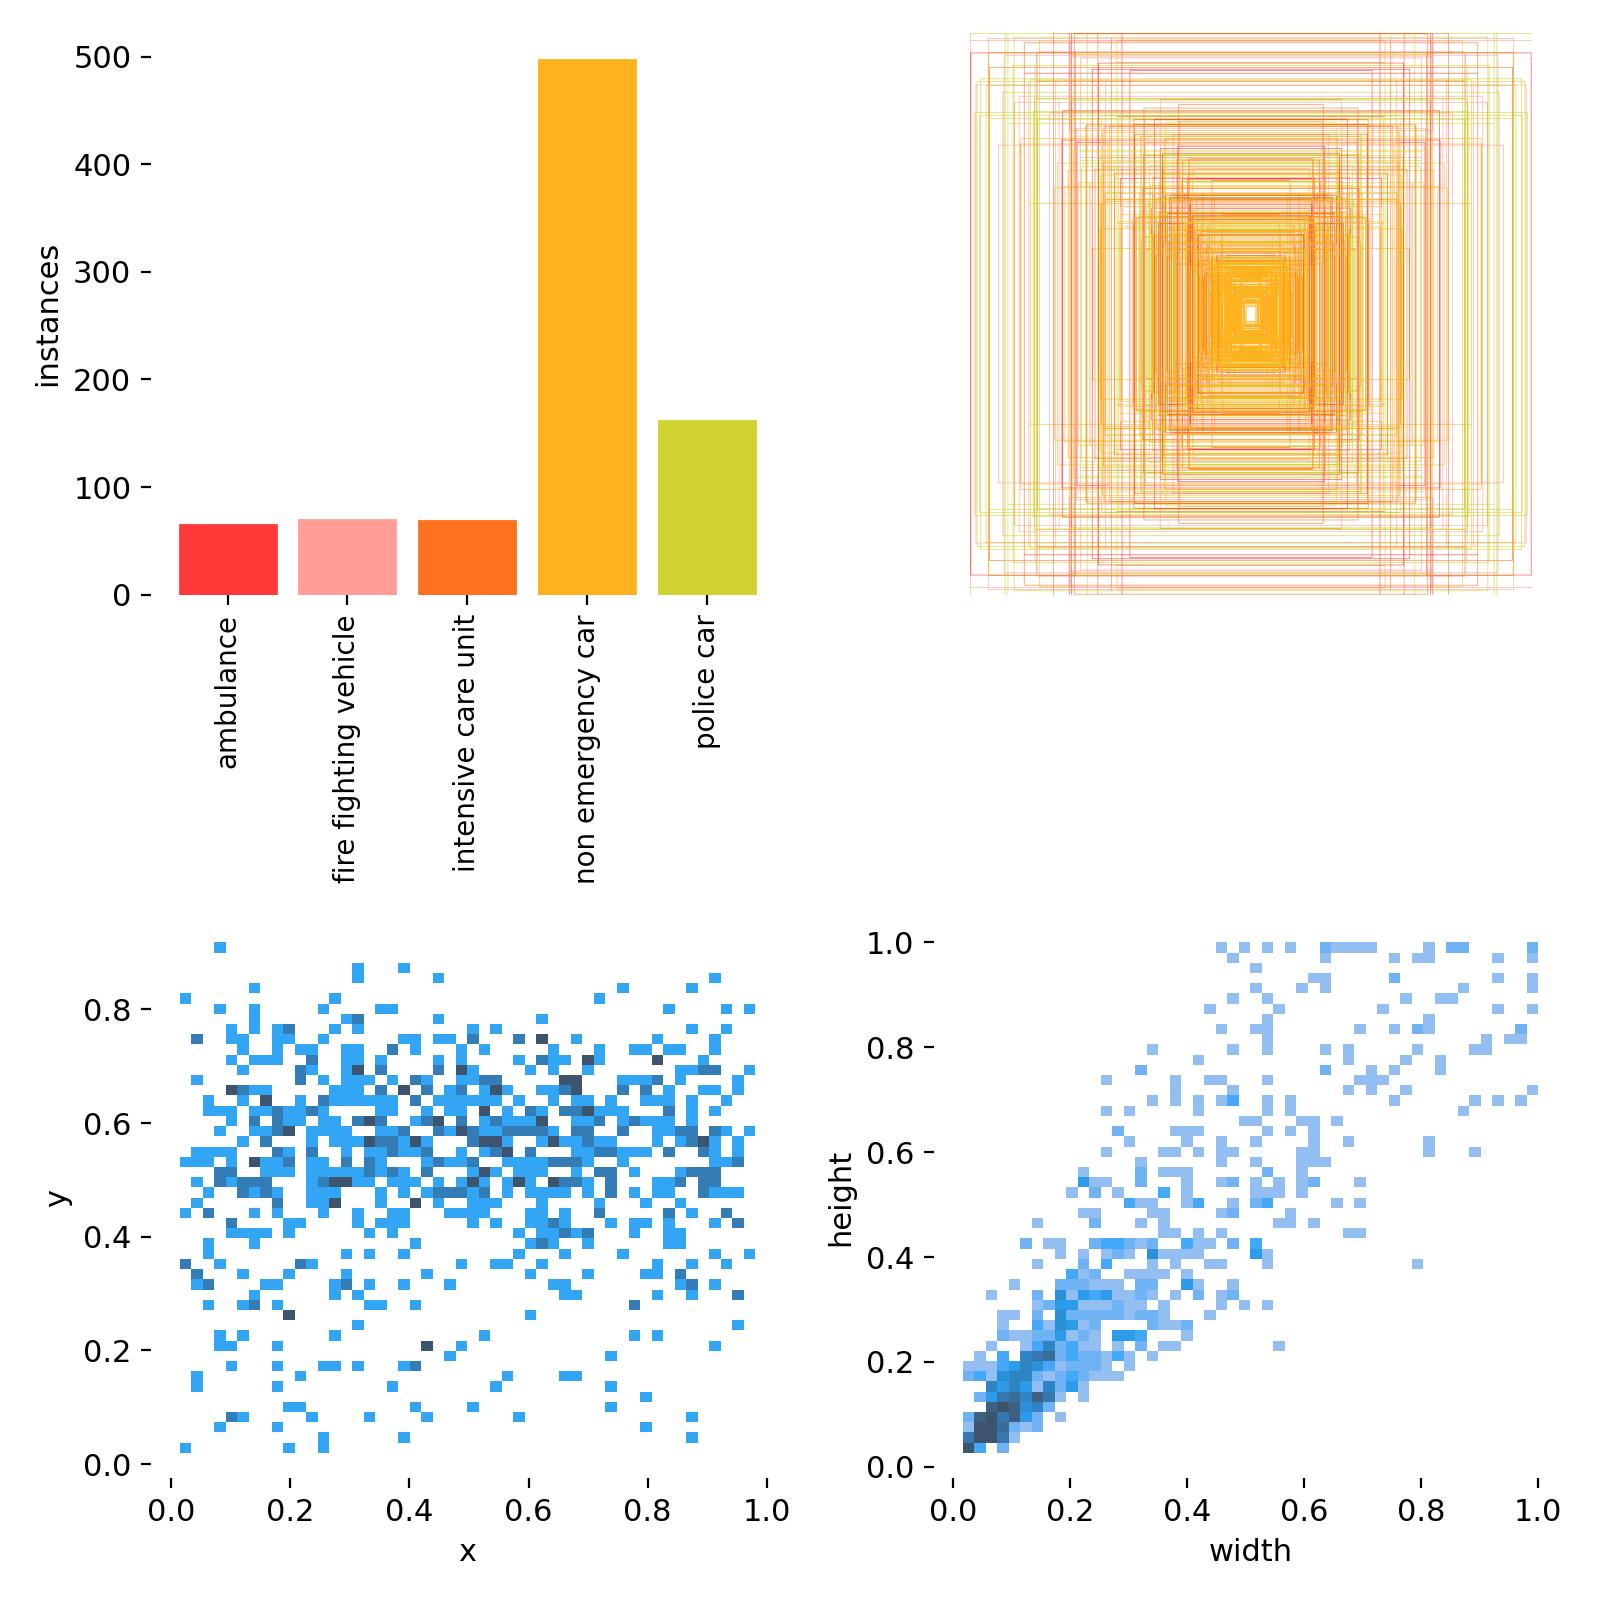 500
400
300
200
100
0
instances
ambulance
fire fighting vehicle
intensive care unit
non emergency car
police car
0.8
0.6
0.4
0.2
0.0
y
0.0 0.2 0.4 0.6 0.8 1.0
x
1.0
0.8
0.6
0.4
0.2
0.0
height
0.0 0.2 0.4 0.6 0.8 1.0
width